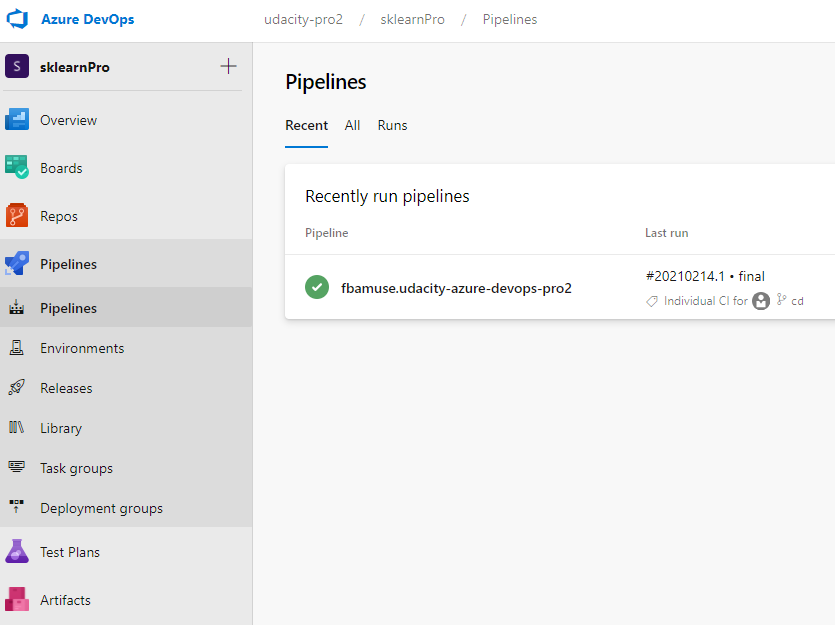 Azure DevOps
udacity-pro2 / sklearnPro / Pipelines
S sklearnPro
Overview
Boards
Repos
Pipelines
Pipelines
Environments
Releases
Library
Task groups
Deployment groups
Test Plans
Artifacts
Pipelines
Recent All Runs
Recently run pipelines
Pipeline Last run
fbamuse.udacity-azure-devops-pro2
#20210214.1 • final
Individual CI for cd